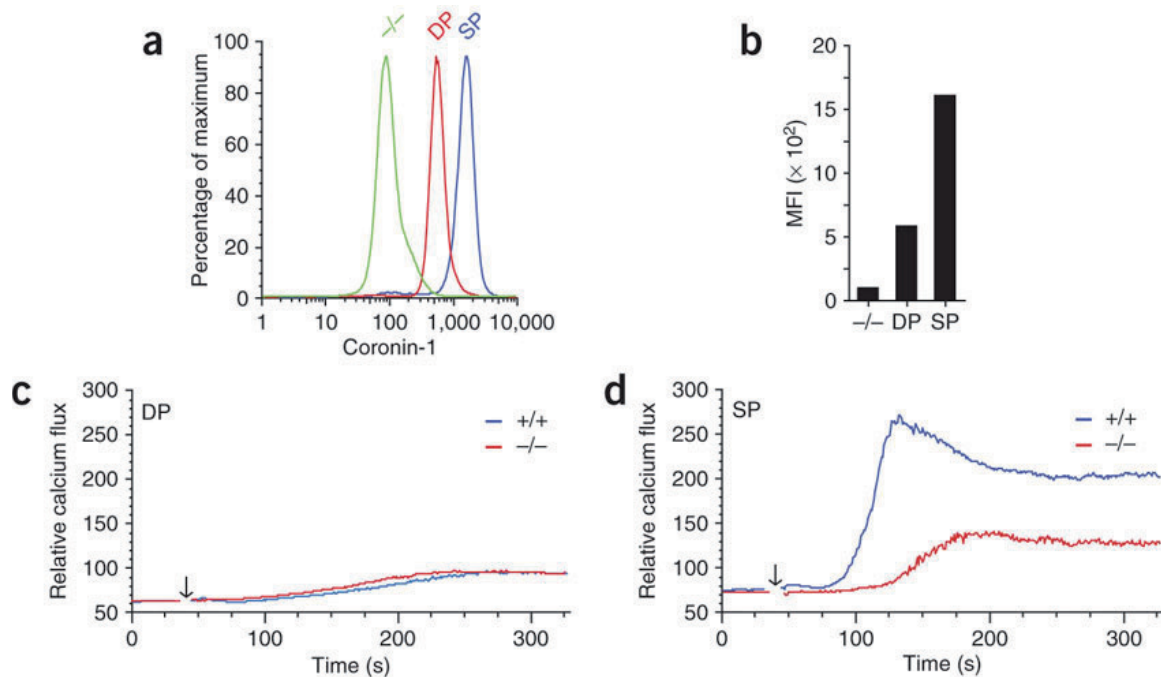 a
X
DP
SP
Percentage of maximum
100
80
60
40
20
0
1
10
100
1,000
10,000
Coronin-1
b
MFI (× 10²)
20
15
10
5
0
–/–
DP
SP
c
DP
Relative calcium flux
300
250
200
150
100
50
+/+
–/–
0
100
200
300
Time (s)
d
SP
Relative calcium flux
300
250
200
150
100
50
+/+
–/–
0
100
200
300
Time (s)